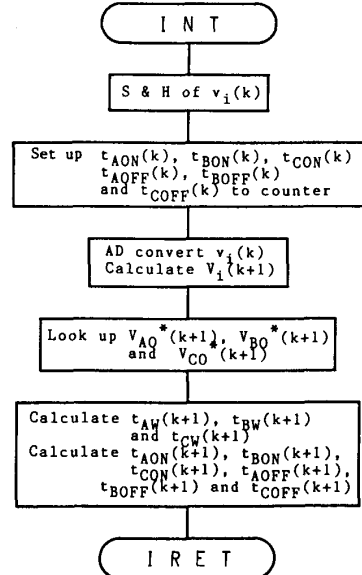 I N T
S & H of v_i(k)
Set up t_AON(k), t_BON(k), t_CON(k)
t_AOFF(k), t_BOFF(k)
and t_COFF(k) to counter
AD convert v_i(k)
Calculate V_i(k+1)
Look up V_AO*(k+1), V_BO*(k+1)
and V_CO*(k+1)
Calculate t_AW(k+1), t_BW(k+1)
and t_CW(k+1)
Calculate t_AON(k+1), t_BON(k+1),
t_CON(k+1), t_AOFF(k+1),
t_BOFF(k+1) and t_COFF(k+1)
I R E T